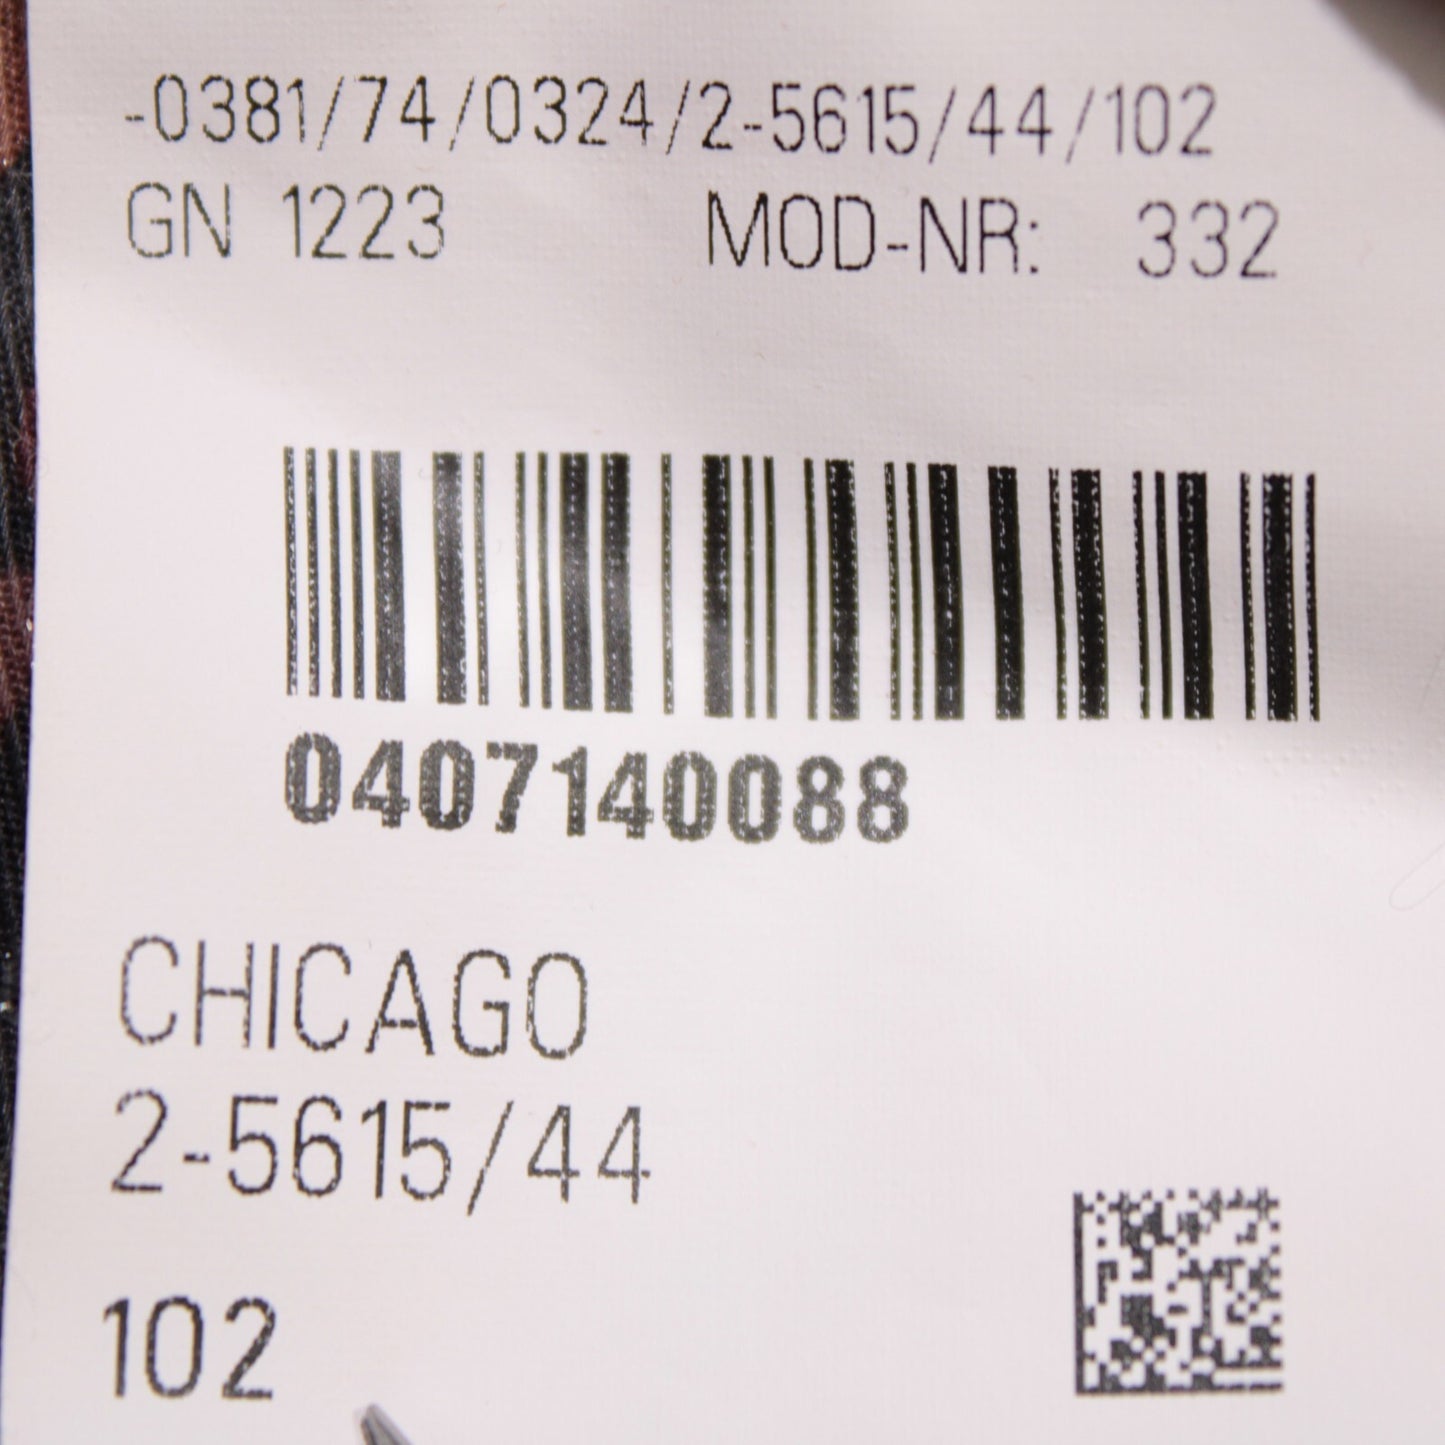 -0381/74/0324/2-5615/44/102
GN 1223 MOD-NR: 332
0407140088
CHICAGO
2-5615/44
102